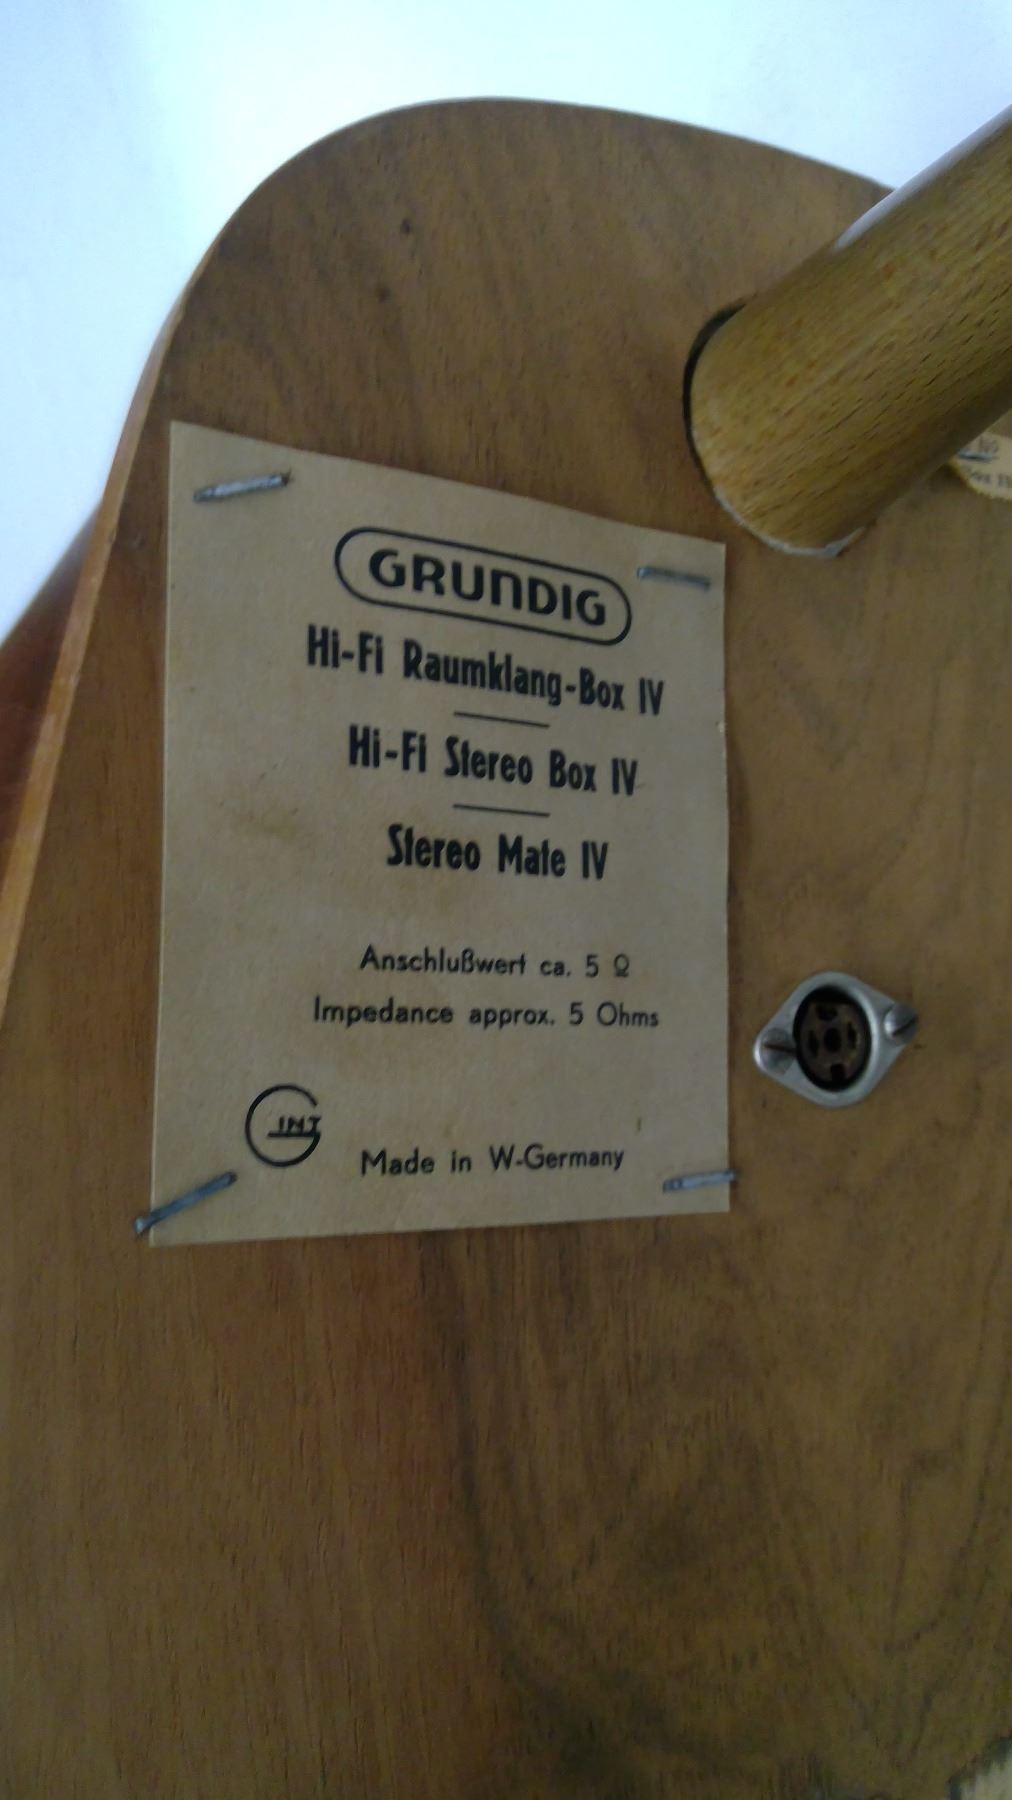 GRUNDIG
Hi-Fi Raumklang-Box IV
Hi-Fi Stereo Box IV
Stereo Mate IV
Anschlußwert ca. 5 Ω
Impedance approx. 5 Ohms
G INT
Made in W-Germany